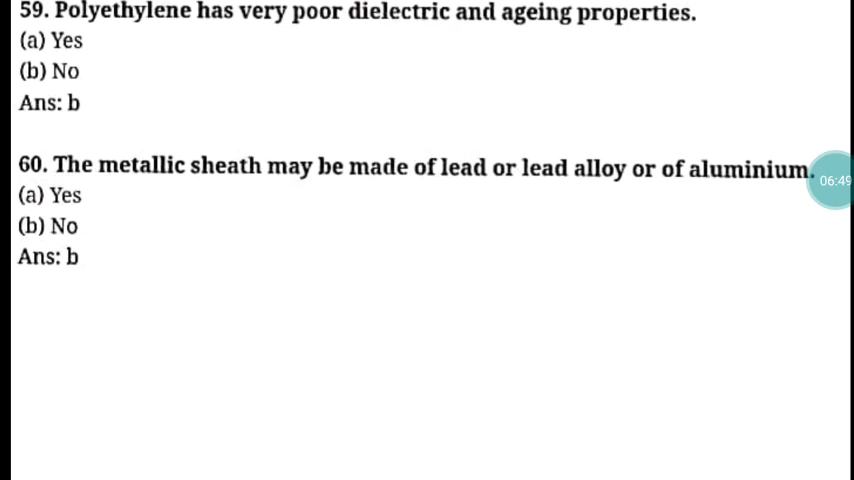 59. Polyethylene has very poor dielectric and ageing properties.
(a) Yes
(b) No
Ans: b
60. The metallic sheath may be made of lead or lead alloy or of aluminium.
06:49
(a) Yes
(b) No
Ans: b